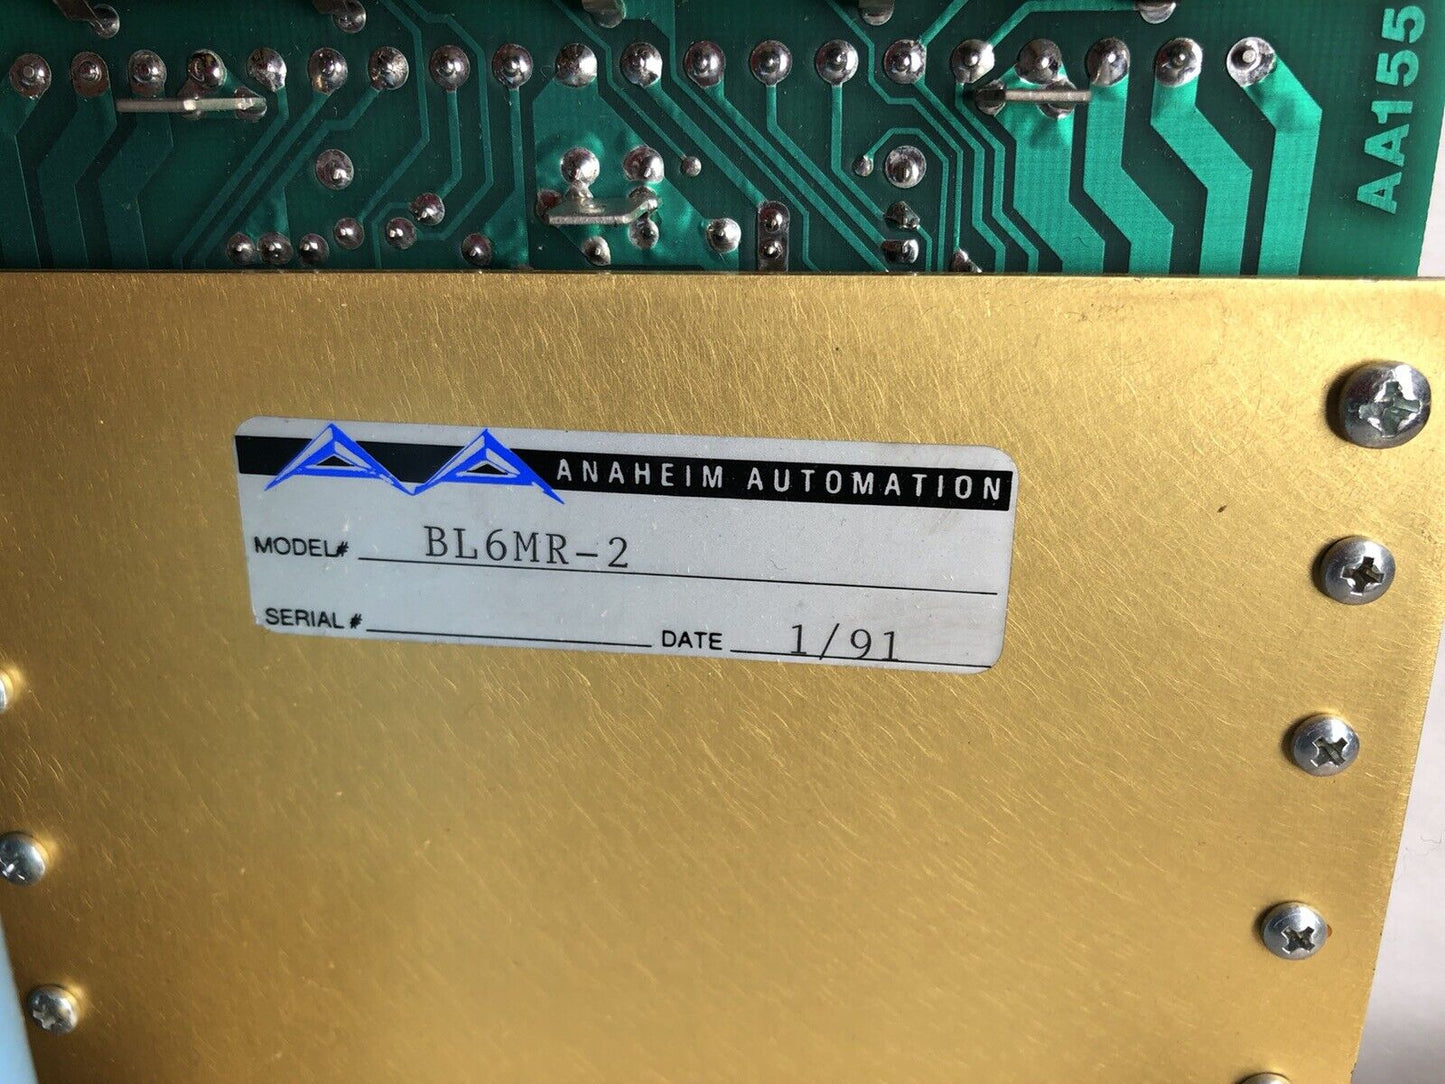 AA155
ANAHEIM AUTOMATION
MODEL# BL6MR-2
SERIAL# DATE 1/91